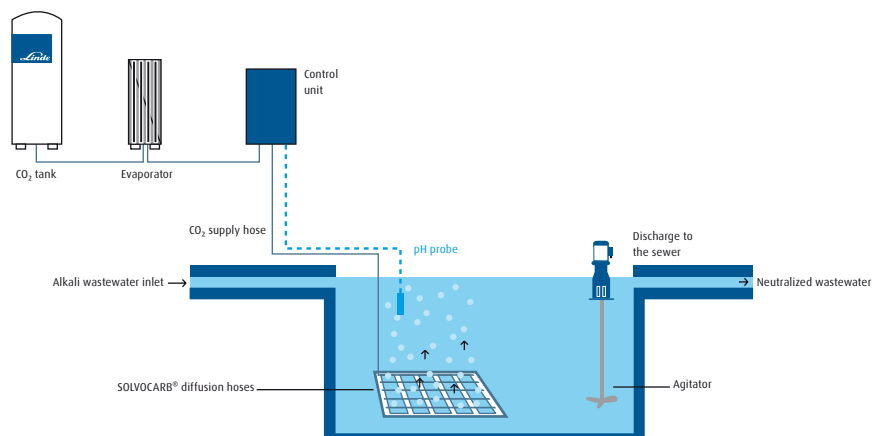 Linde
Control
unit
CO₂ tank
Evaporator
CO₂ supply hose
pH probe
Discharge to
the sewer
Alkali wastewater inlet
Neutralized wastewater
SOLVOCARB® diffusion hoses
Agitator